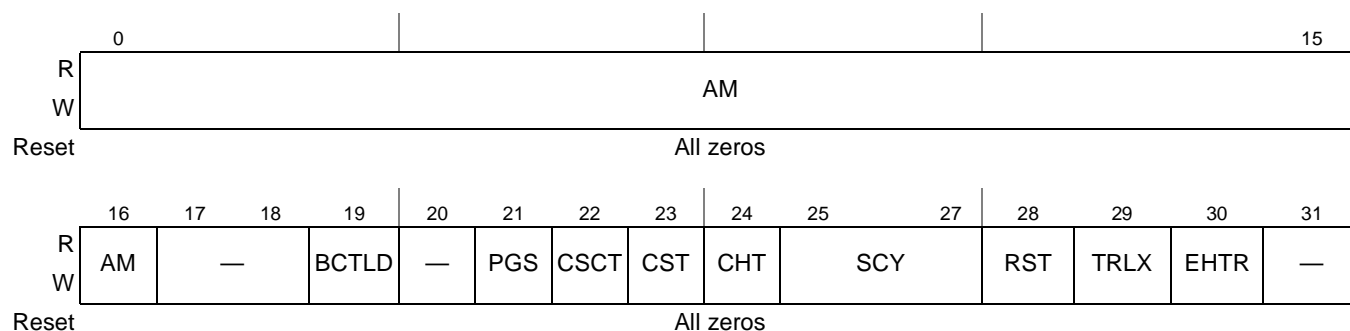 0 15
R
AM
W
Reset All zeros
16 17 18 19 20 21 22 23 24 25 27 28 29 30 31
R
AM — BCTLD — PGS CSCT CST CHT SCY RST TRLX EHTR —
W
Reset All zeros